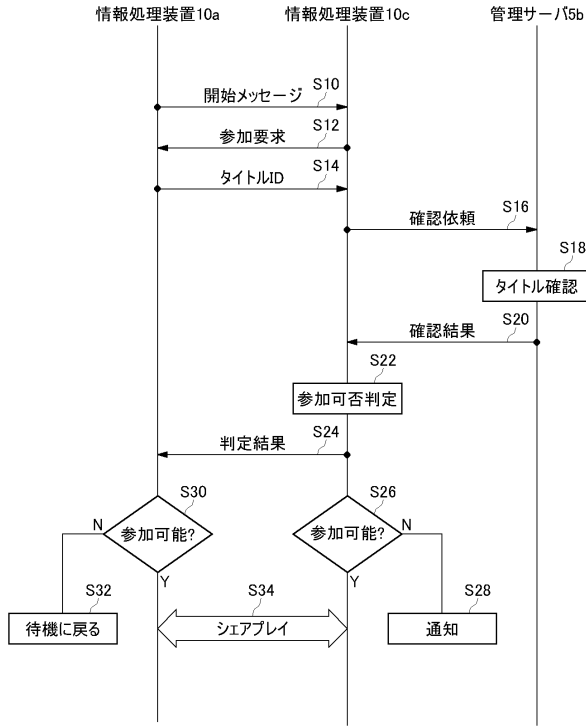 情報処理装置10a 情報処理装置10c 管理サーバ5b
S10
開始メッセージ
S12
参加要求
S14
タイトルID
S16
確認依頼
S18
タイトル確認
S20
確認結果
S22
参加可否判定
S24
判定結果
S30 S26
N 参加可能? 参加可能? N
Y Y
S32 S34 S28
待機に戻る シェアプレイ 通知